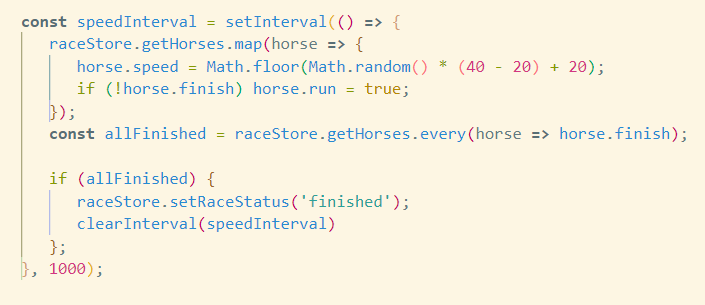 const speedInterval = setInterval(() => {
raceStore.getHorses.map(horse => {
horse.speed = Math.floor(Math.random() * (40 - 20) + 20);
if (!horse.finish) horse.run = true;
});
const allFinished = raceStore.getHorses.every(horse => horse.finish);
if (allFinished) {
raceStore.setRaceStatus('finished');
clearInterval(speedInterval)
};
}, 1000);